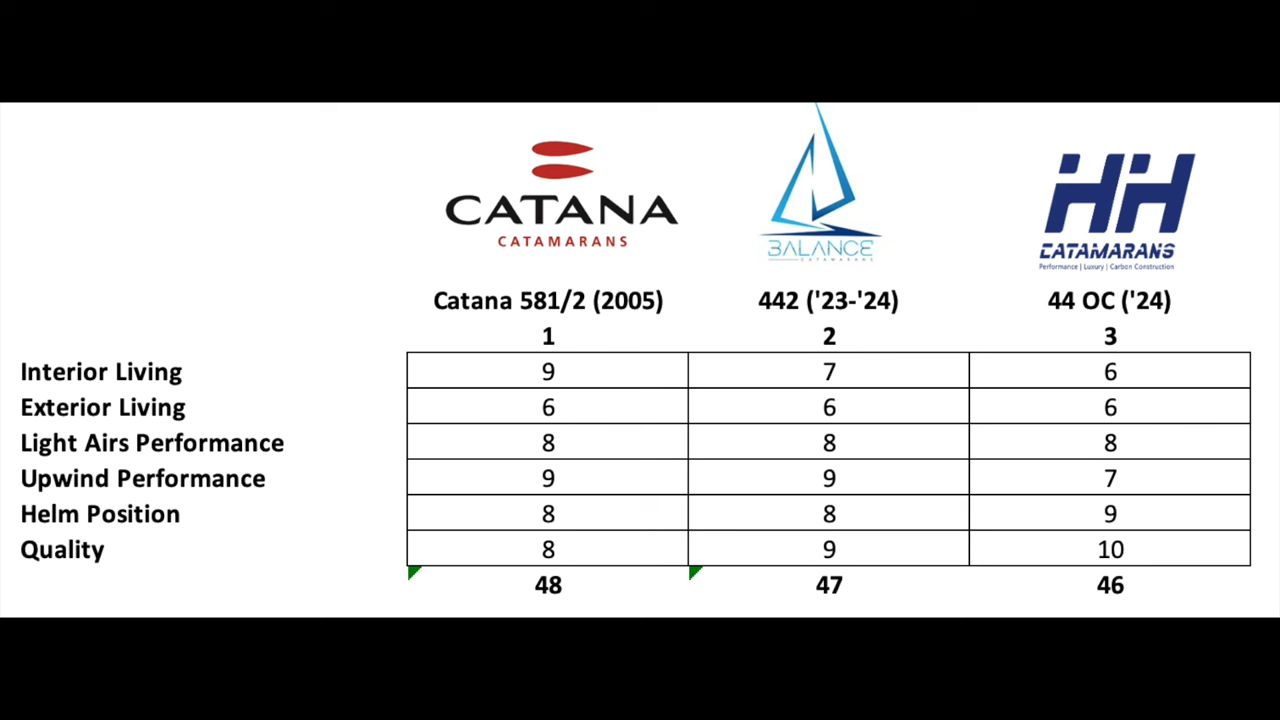 CATANA
CATAMARANS
BALANCE
CATAMARANS
HH
CATAMARANS
Performance | Luxury | Carbon Construction
Catana 581/2 (2005) 442 ('23-'24) 44 OC ('24)
1 2 3
Interior Living 9 7 6
Exterior Living 6 6 6
Light Airs Performance 8 8 8
Upwind Performance 9 9 7
Helm Position 8 8 9
Quality 8 9 10
48 47 46